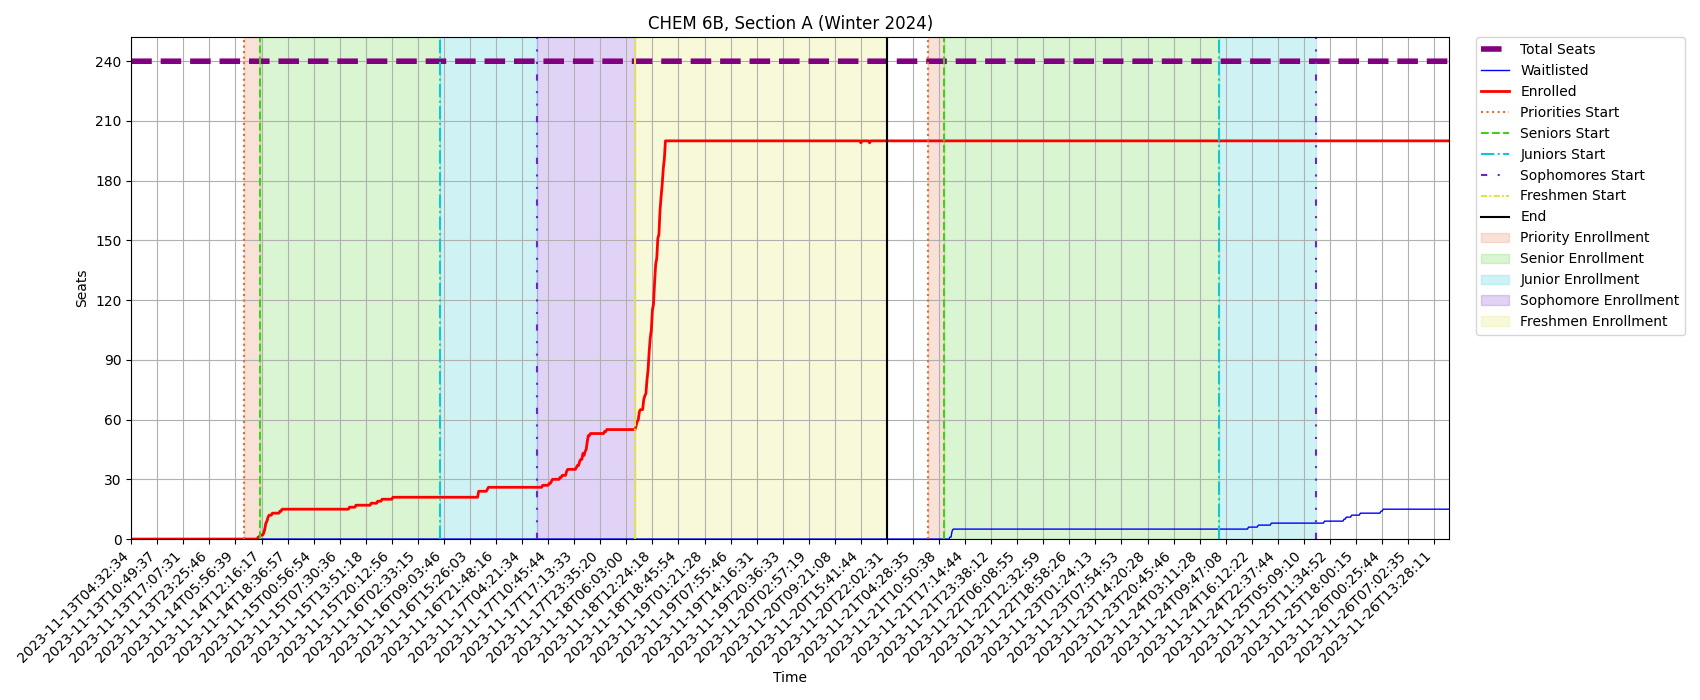 CHEM 6B, Section A (Winter 2024)
Seats
240
210
180
150
120
90
60
30
0
2023-11-13T04:32:34
2023-11-13T10:49:37
2023-11-13T17:07:31
2023-11-13T23:25:46
2023-11-14T05:56:39
2023-11-14T12:16:17
2023-11-14T18:36:57
2023-11-15T00:56:54
2023-11-15T07:30:36
2023-11-15T13:51:18
2023-11-15T20:12:56
2023-11-16T02:33:15
2023-11-16T09:03:46
2023-11-16T15:26:03
2023-11-16T21:48:16
2023-11-17T04:21:34
2023-11-17T10:45:44
2023-11-17T17:13:33
2023-11-17T23:35:20
2023-11-18T06:03:00
2023-11-18T12:24:18
2023-11-18T18:45:54
2023-11-19T01:21:28
2023-11-19T07:55:46
2023-11-19T14:16:31
2023-11-19T20:36:33
2023-11-20T02:57:19
2023-11-20T09:21:08
2023-11-20T15:41:44
2023-11-20T22:02:31
2023-11-21T04:28:35
2023-11-21T10:50:38
2023-11-21T17:14:44
2023-11-21T23:38:12
2023-11-22T06:08:55
2023-11-22T12:32:59
2023-11-22T18:58:26
2023-11-23T01:24:13
2023-11-23T07:54:53
2023-11-23T14:20:28
2023-11-23T20:45:46
2023-11-24T03:11:28
2023-11-24T09:47:08
2023-11-24T16:12:22
2023-11-24T22:37:44
2023-11-25T05:09:10
2023-11-25T11:34:52
2023-11-25T18:00:15
2023-11-26T00:25:44
2023-11-26T07:02:35
2023-11-26T13:28:11
Time
Total Seats
Waitlisted
Enrolled
Priorities Start
Seniors Start
Juniors Start
Sophomores Start
Freshmen Start
End
Priority Enrollment
Senior Enrollment
Junior Enrollment
Sophomore Enrollment
Freshmen Enrollment